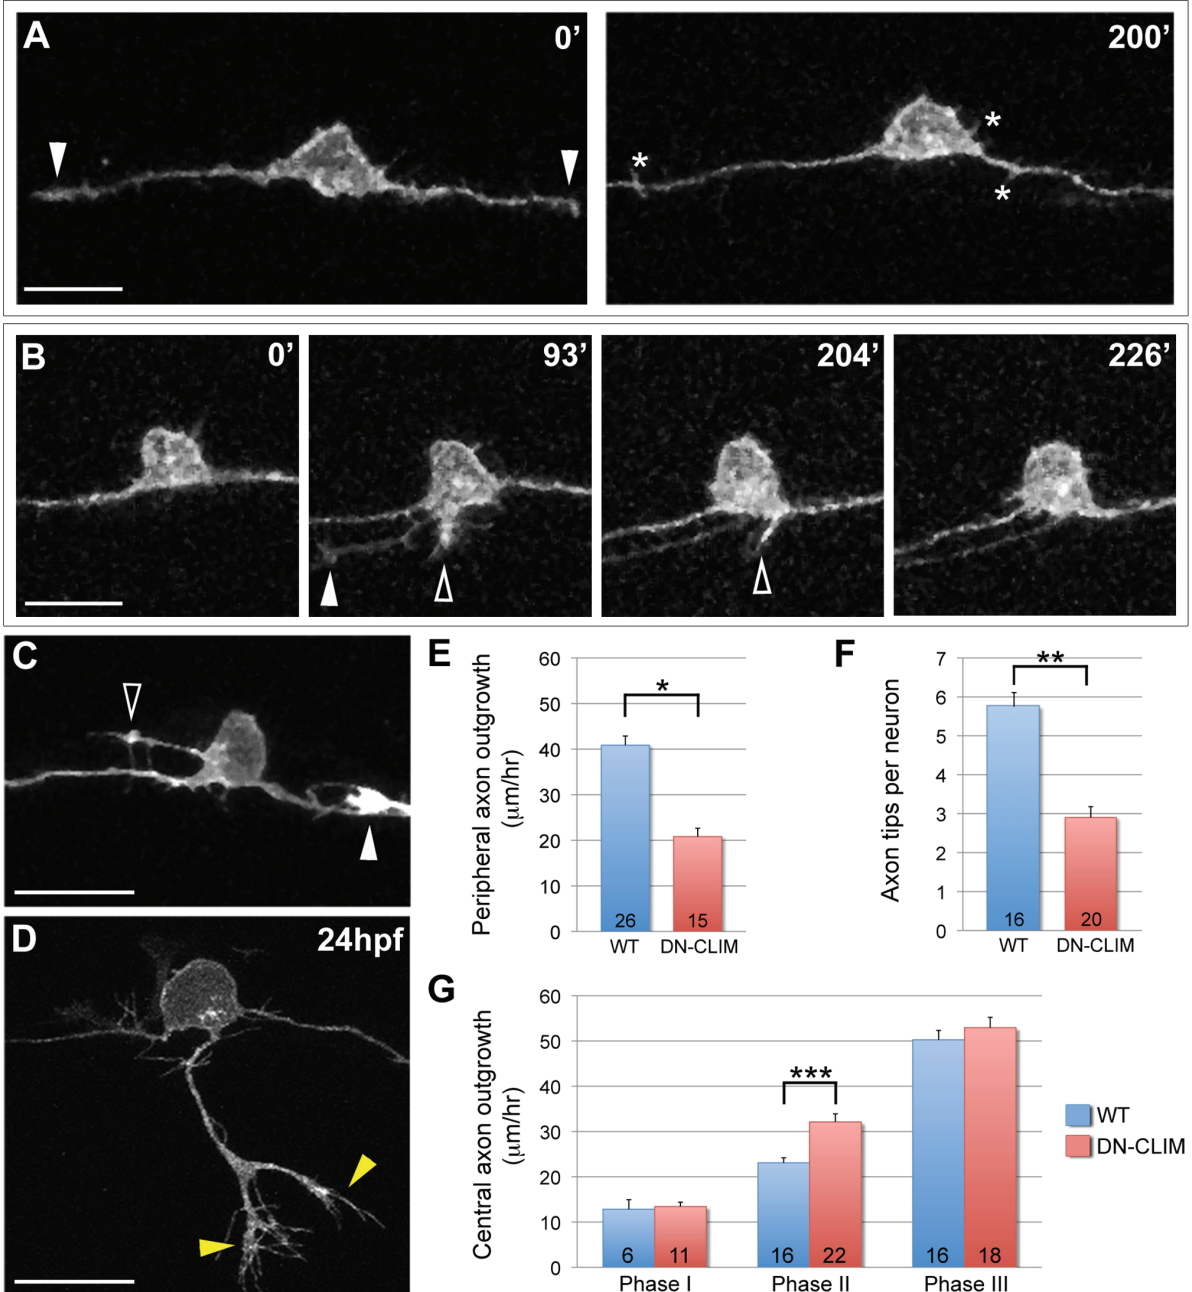 A
0’
200’
*
*
*
B
0’
93’
204’
226’
C
D
24hpf
E
Peripheral axon outgrowth
(μm/hr)
60
50
40
30
20
10
0
*
26
15
WT
DN-CLIM
F
Axon tips per neuron
7
6
5
4
3
2
1
0
**
16
20
WT
DN-CLIM
G
Central axon outgrowth
(μm/hr)
60
50
40
30
20
10
0
***
6
11
16
22
16
18
Phase I
Phase II
Phase III
WT
DN-CLIM